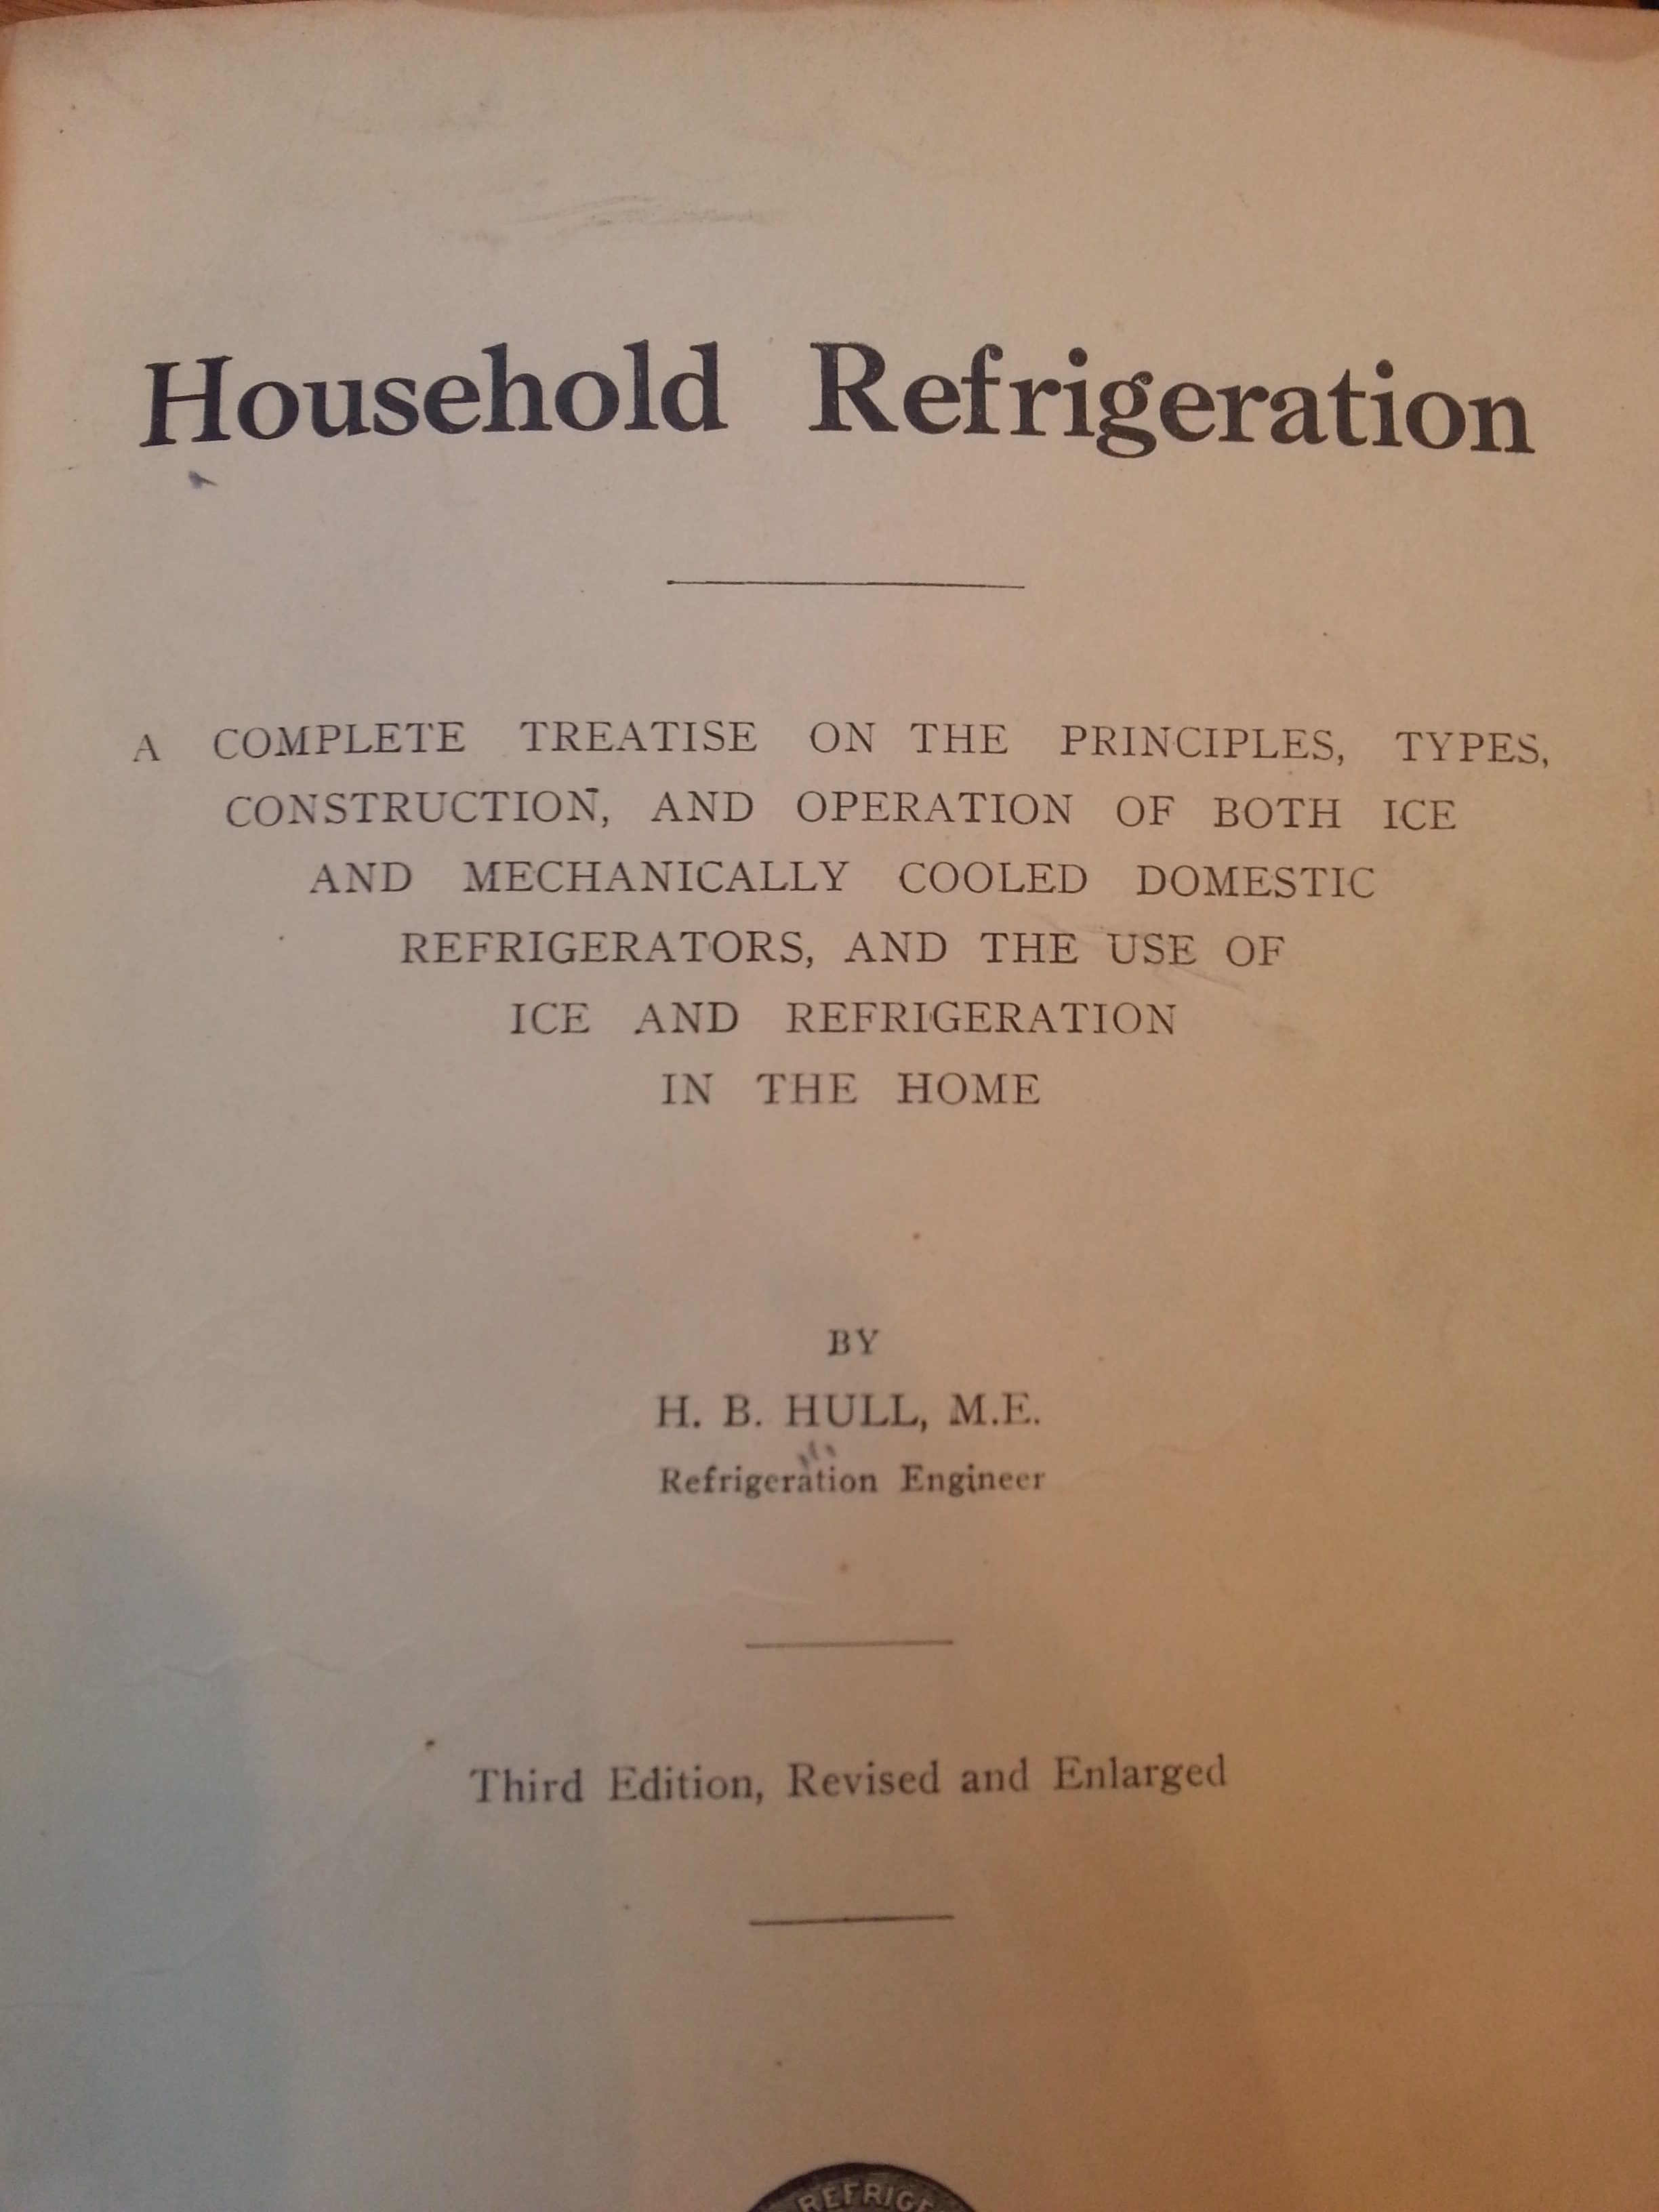 Household Refrigeration
A COMPLETE TREATISE ON THE PRINCIPLES, TYPES,
CONSTRUCTION, AND OPERATION OF BOTH ICE
AND MECHANICALLY COOLED DOMESTIC
REFRIGERATORS, AND THE USE OF
ICE AND REFRIGERATION
IN THE HOME
BY
H. B. HULL, M.E.
Refrigeration Engineer
Third Edition, Revised and Enlarged